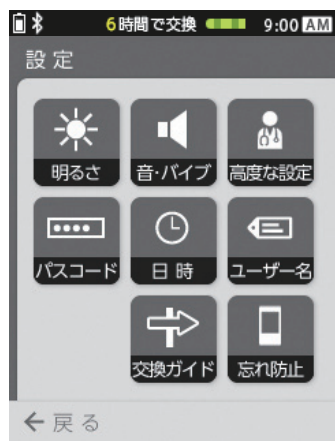 6時間で交換 9:00 AM
設定
明るさ 音・バイブ 高度な設定
パスコード 日時 ユーザー名
交換ガイド 忘れ防止
戻る